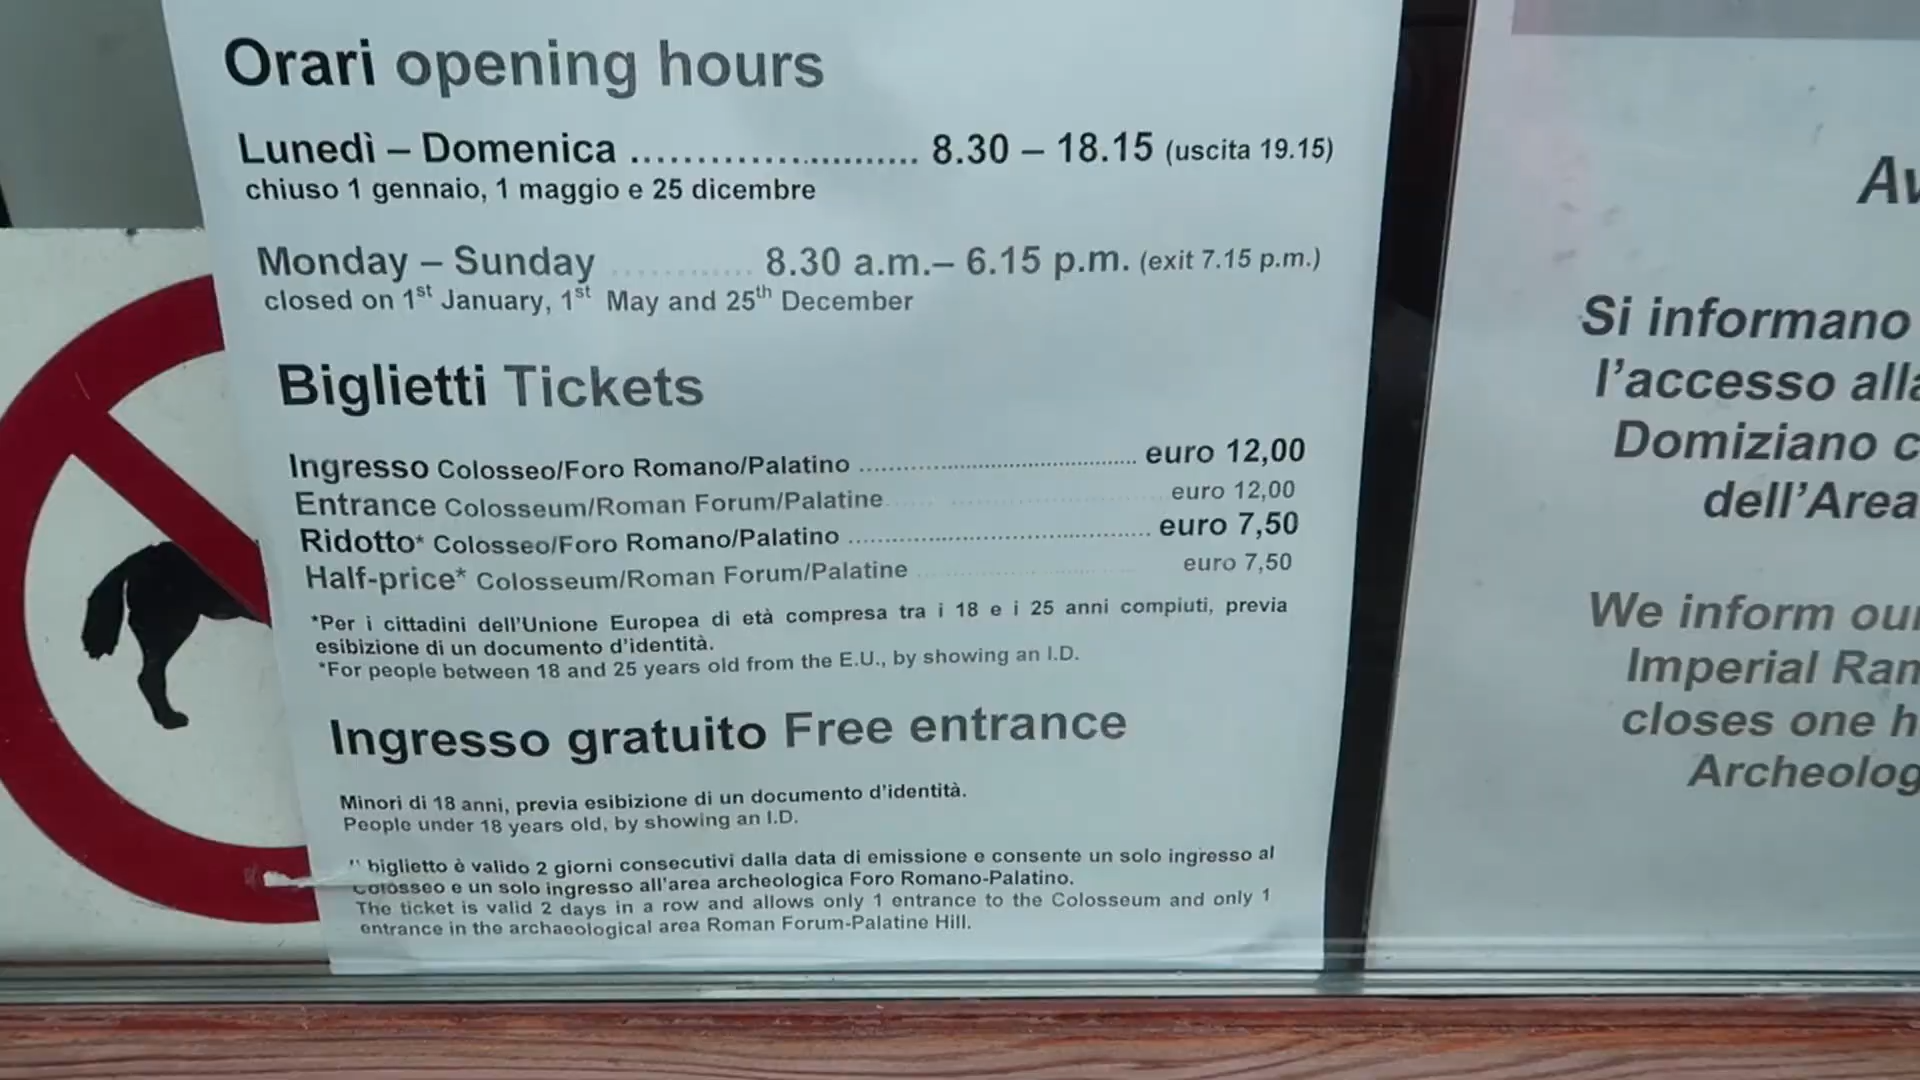 Orari opening hours
Lunedì – Domenica ........................ 8.30 – 18.15 (uscita 19.15)
chiuso 1 gennaio, 1 maggio e 25 dicembre
Monday – Sunday ............ 8.30 a.m.– 6.15 p.m. (exit 7.15 p.m.)
closed on 1st January, 1st May and 25th December
Biglietti Tickets
Ingresso Colosseo/Foro Romano/Palatino ........................................ euro 12,00
Entrance Colosseum/Roman Forum/Palatine ........................................ euro 12,00
Ridotto* Colosseo/Foro Romano/Palatino ........................................ euro 7,50
Half-price* Colosseum/Roman Forum/Palatine ................................ euro 7,50
*Per i cittadini dell'Unione Europea di età compresa tra i 18 e i 25 anni compiuti, previa
esibizione di un documento d'identità.
*For people between 18 and 25 years old from the E.U., by showing an I.D.
Ingresso gratuito Free entrance
Minori di 18 anni, previa esibizione di un documento d'identità.
People under 18 years old, by showing an I.D.
biglietto è valido 2 giorni consecutivi dalla data di emissione e consente un solo ingresso al
Colosseo e un solo ingresso all'area archeologica Foro Romano-Palatino.
The ticket is valid 2 days in a row and allows only 1 entrance to the Colosseum and only 1
entrance in the archaeological area Roman Forum-Palatine Hill.
Si informano
l'accesso alla
Domiziano c
dell'Area
We inform our
Imperial Ram
closes one h
Archeolog